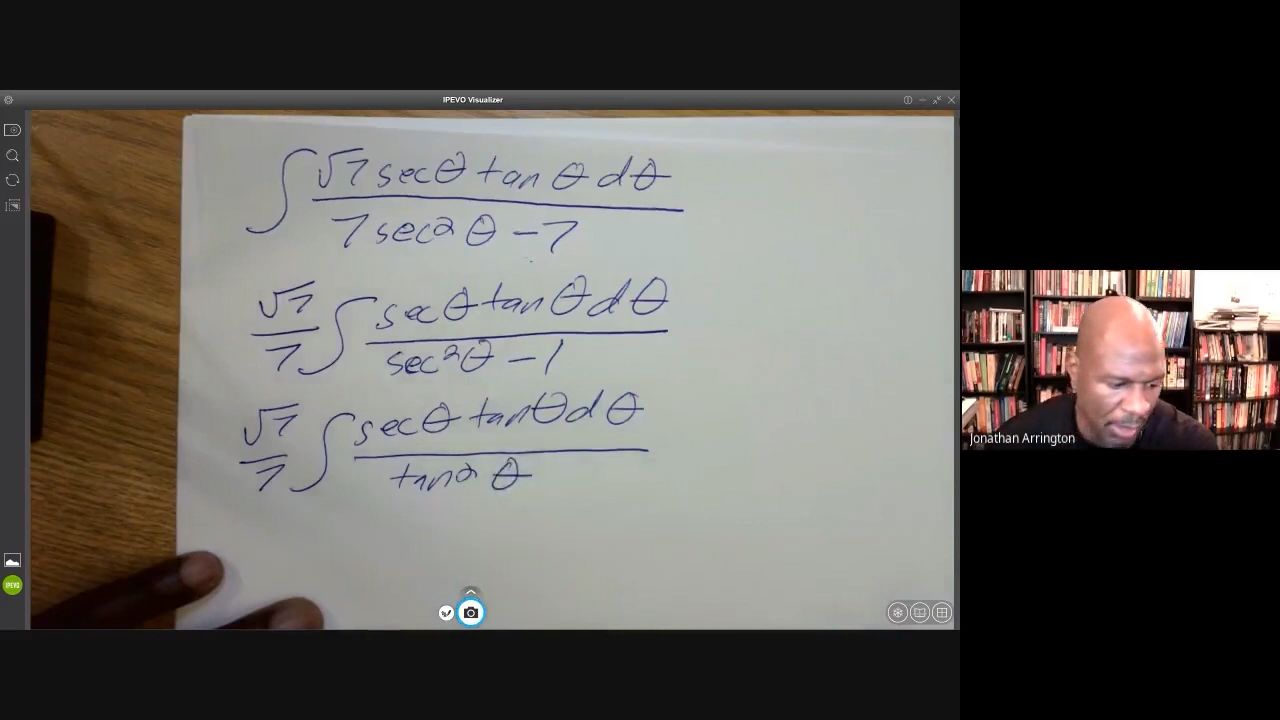 IPEVO Visualizer
∫ √7 secθ tanθ dθ / 7 sec²θ − 7
√7/7 ∫ secθ tanθ dθ / sec²θ − 1
√7/7 ∫ secθ tanθ dθ / tan²θ
Jonathan Arrington
IPEVO